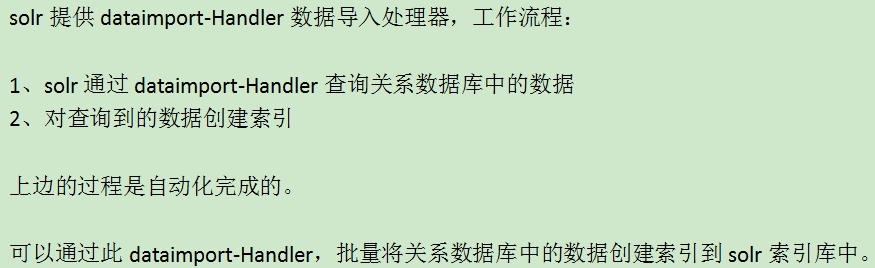 solr 提供 dataimport-Handler 数据导入处理器，工作流程：
1、solr 通过 dataimport-Handler 查询关系数据库中的数据
2、对查询到的数据创建索引
上边的过程是自动化完成的。
可以通过此 dataimport-Handler，批量将关系数据库中的数据创建索引到 solr 索引库中。